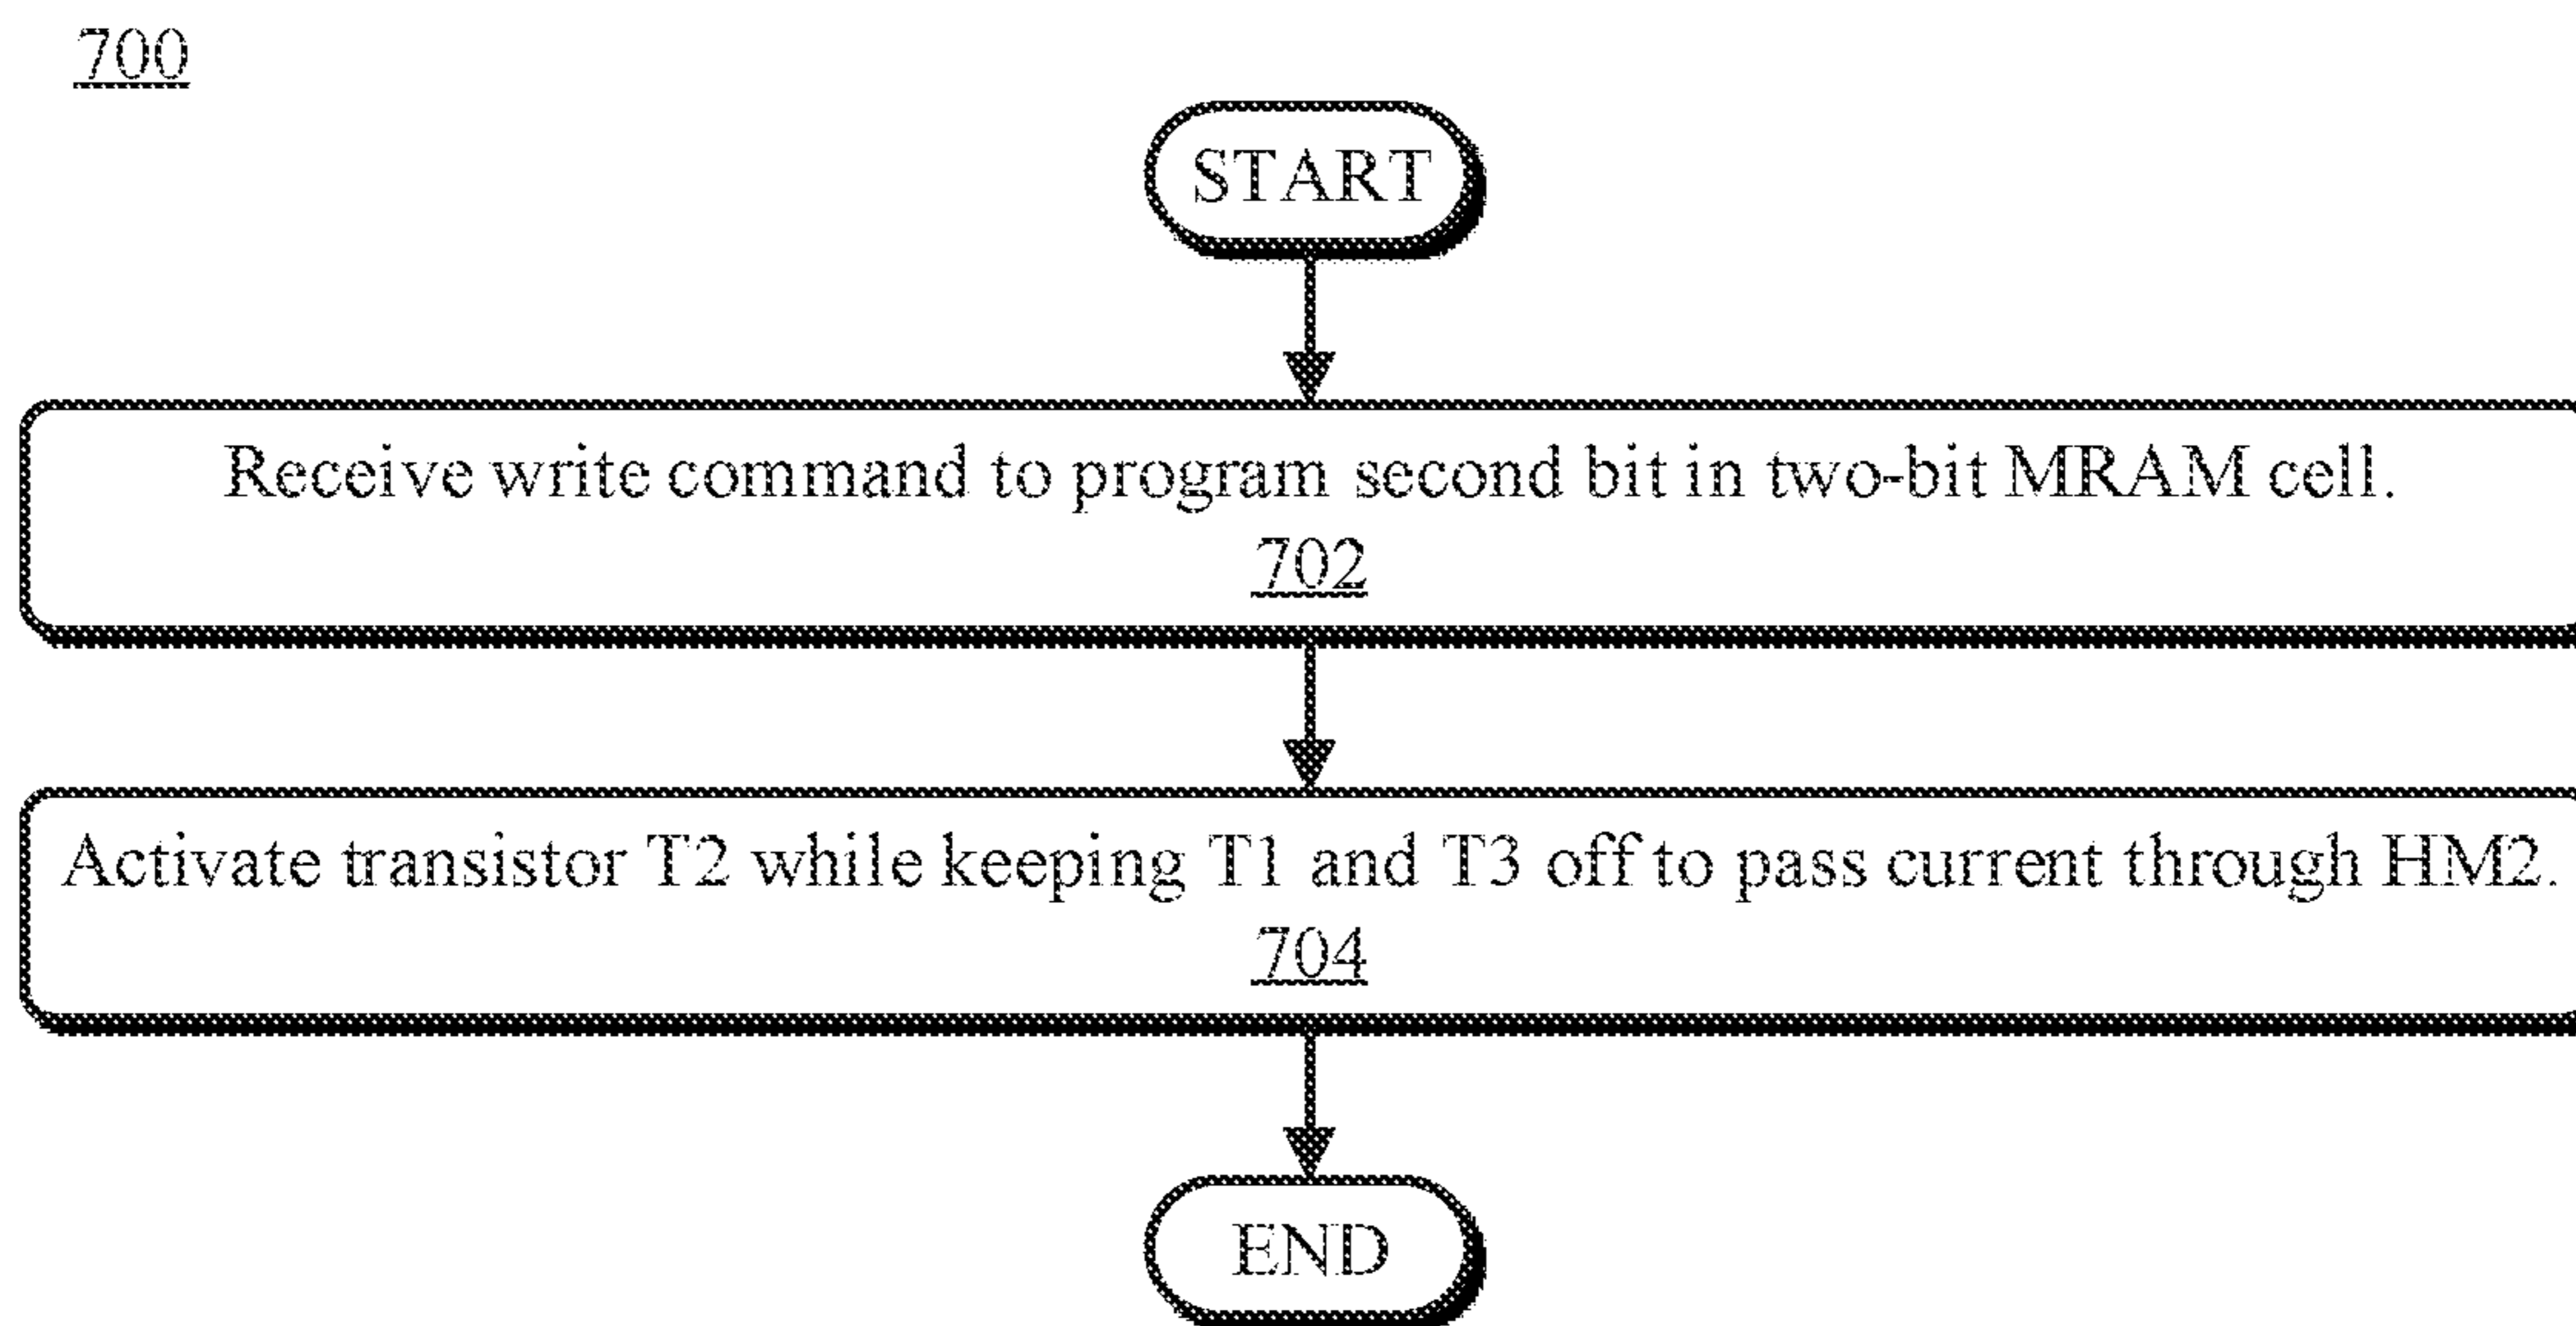 700
START
Receive write command to program second bit in two-bit MRAM cell.
702
Activate transistor T2 while keeping T1 and T3 off to pass current through HM2.
704
END